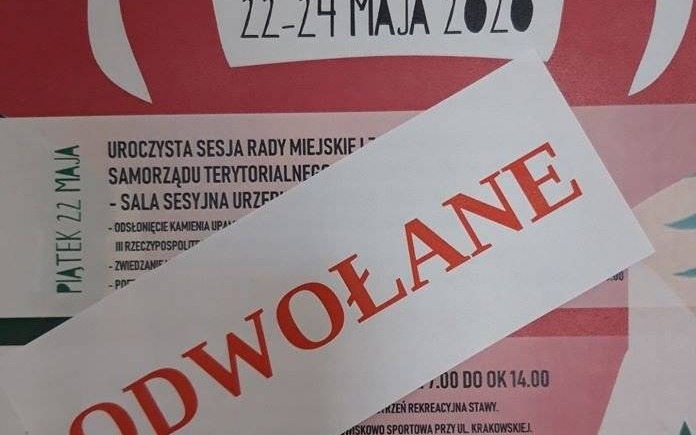 22-24 MAJA 2020
PIĄTEK 22 MAJA
UROCZYSTA SESJA RADY MIEJSKIEJ
SAMORZĄDU TERYTORIALNEGO
- SALA SESYJNA
- ODSŁONIĘCIE KAMIENIA
III RZECZYPOSPOLITEJ
- ZWIEDZANIE
ODWOŁANE
7.00 DO OK 14.00
REKREACYJNA STAWY.
SPORTOWA PRZY UL. KRAKOWSKIEJ.